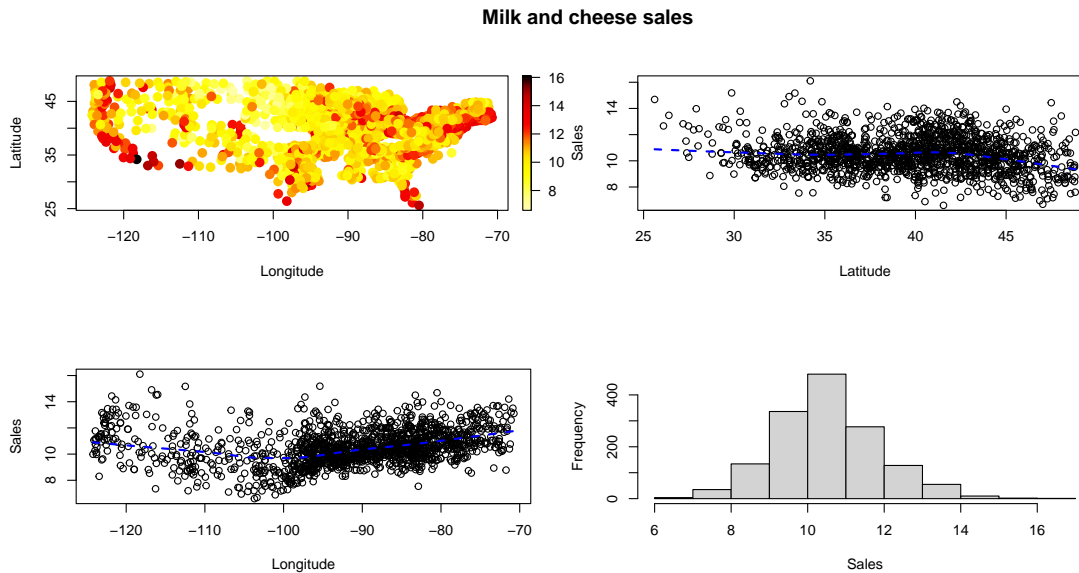 Milk and cheese sales
Latitude
45
35
25
−120 −110 −100 −90 −80 −70
Longitude
16
14
12
10
8
Sales
14
10
8
25 30 35 40 45
Latitude
Sales
14
10
8
−120 −110 −100 −90 −80 −70
Longitude
Frequency
400
200
0
6 8 10 12 14 16
Sales